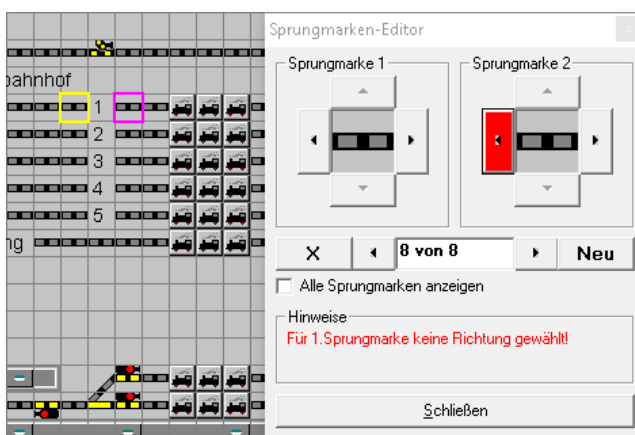 Sprungmarken-Editor
x
bahnhof
1
2
3
4
5
ng
Sprungmarke 1
Sprungmarke 2
X
8 von 8
Neu
Alle Sprungmarken anzeigen
Hinweise
Für 1.Sprungmarke keine Richtung gewählt!
Schließen